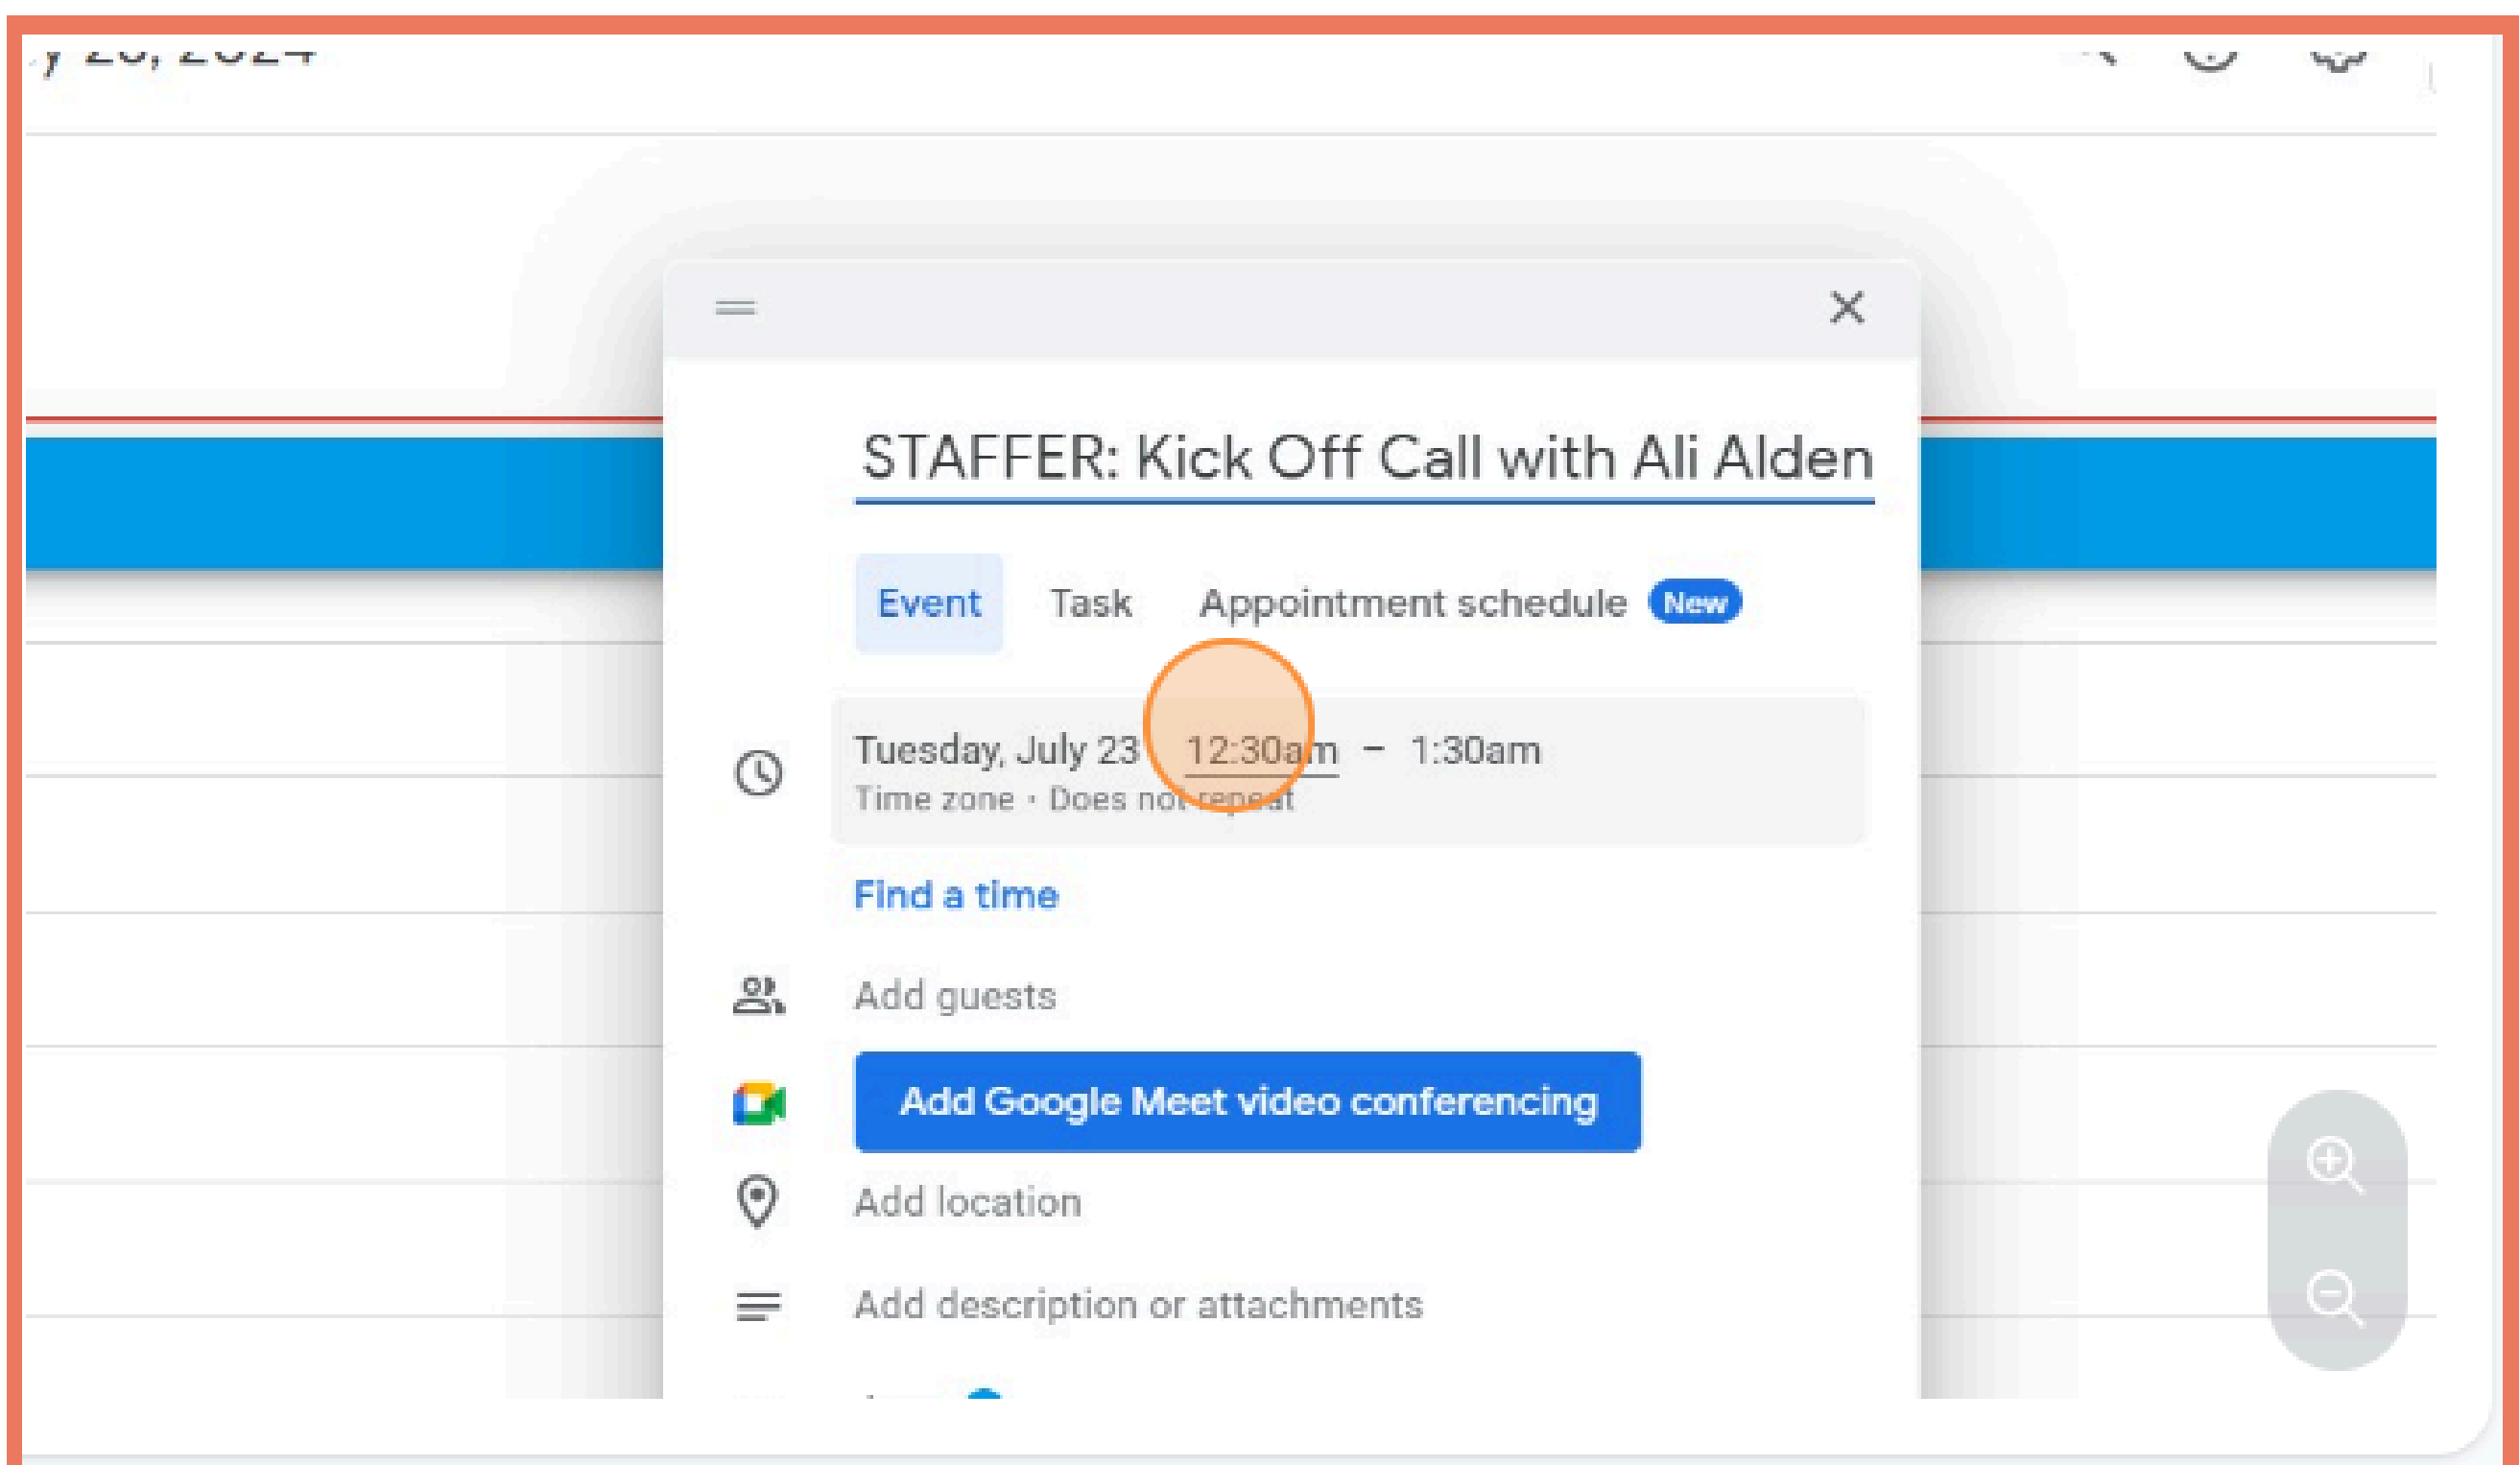 STAFFER: Kick Off Call with Ali Alden
Event Task Appointment schedule New
Tuesday, July 23 12:30am – 1:30am
Time zone • Does not repeat
Find a time
Add guests
Add Google Meet video conferencing
Add location
Add description or attachments